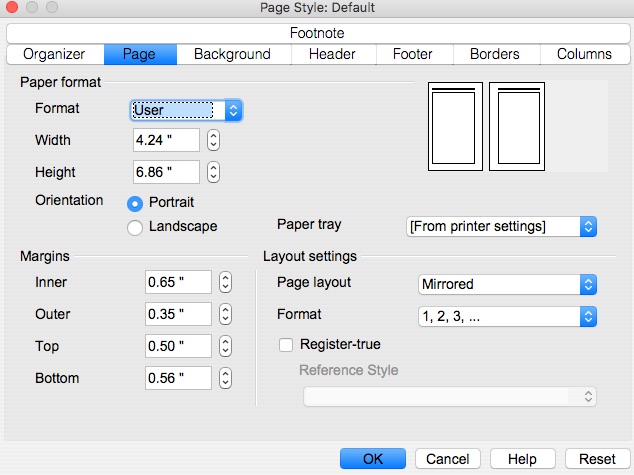 Page Style: Default
Footnote
Organizer Page Background Header Footer Borders Columns
Paper format
Format User
Width 4.24 "
Height 6.86 "
Orientation Portrait
Landscape
Paper tray [From printer settings]
Margins
Inner 0.65 "
Outer 0.35 "
Top 0.50 "
Bottom 0.56 "
Layout settings
Page layout Mirrored
Format 1, 2, 3, ...
Register-true
Reference Style
OK Cancel Help Reset